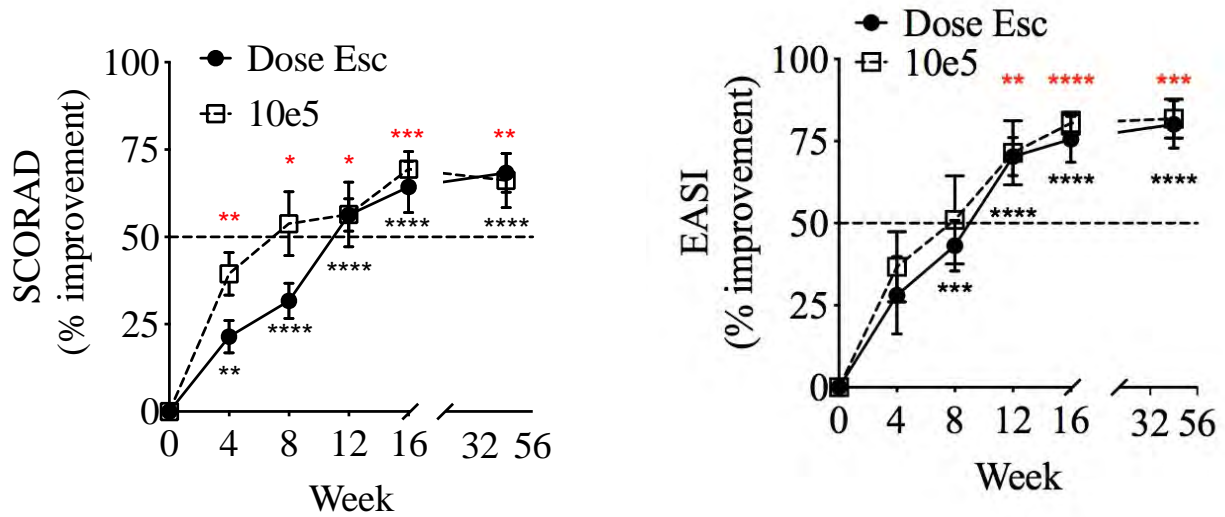 Dose Esc
10e5
SCORAD
(% improvement)
100
75
50
25
0
**
*
*
***
**
**
****
****
****
****
0 4 8 12 16 32 56
Week
Dose Esc
10e5
EASI
(% improvement)
100
75
50
25
0
** **** ***
***
****
****
****
0 4 8 12 16 32 56
Week